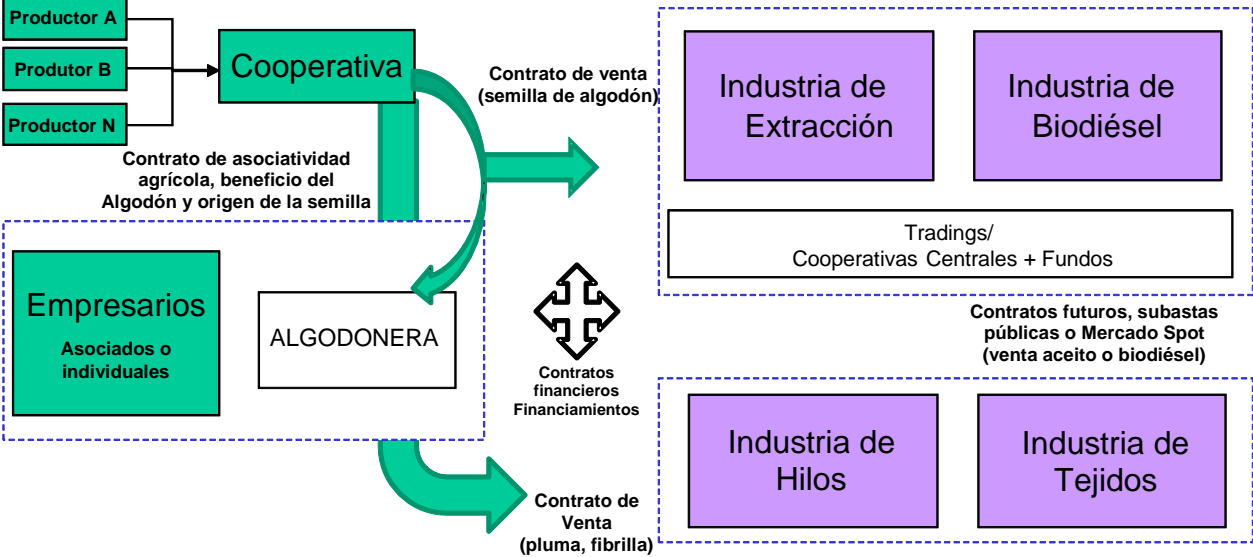 Productor A
Produtor B
Productor N
Cooperativa
Contrato de venta
(semilla de algodón)
Contrato de asociatividad
agrícola, beneficio del
Algodón y origen de la semilla
Industria de
Extracción
Industria de
Biodiésel
Tradings/
Cooperativas Centrales + Fundos
Empresarios
Asociados o
individuales
ALGODONERA
Contratos
financieros
Financiamientos
Contratos futuros, subastas
públicas o Mercado Spot
(venta aceito o biodiésel)
Industria de
Hilos
Industria de
Tejidos
Contrato de
Venta
(pluma, fibrilla)